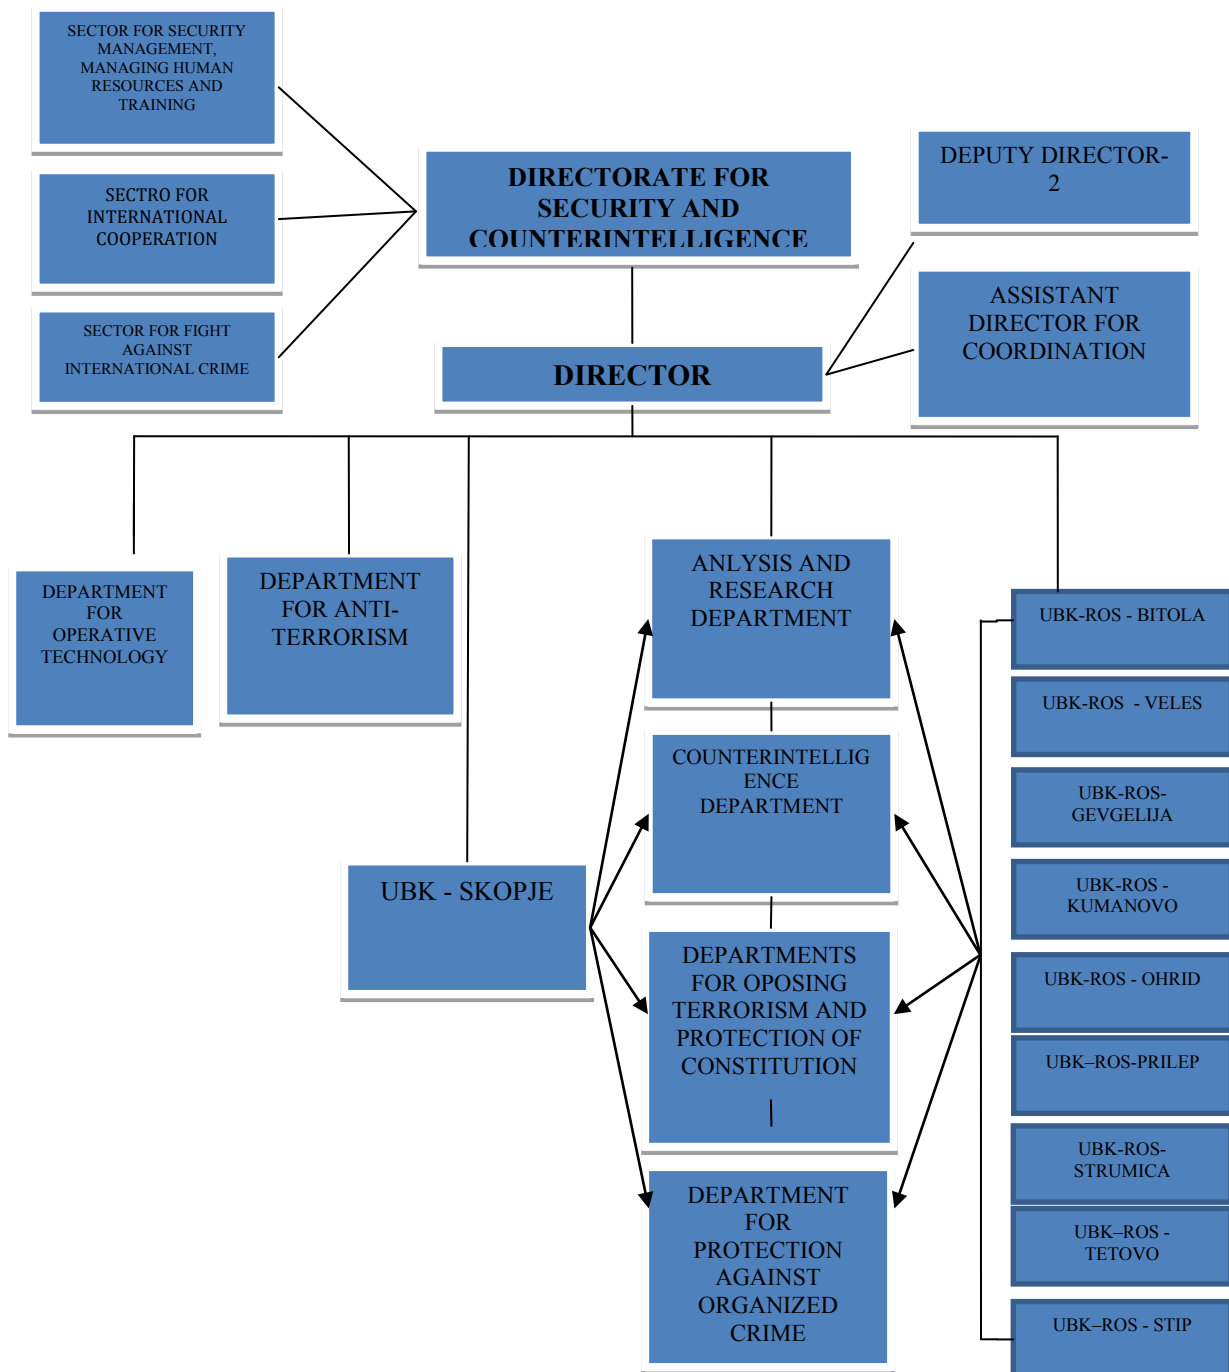 SECTOR FOR SECURITY
MANAGEMENT,
MANAGING HUMAN
RESOURCES AND
TRAINING
SECTRO FOR
INTERNATIONAL
COOPERATION
SECTOR FOR FIGHT
AGAINST
INTERNATIONAL CRIME
DIRECTORATE FOR
SECURITY AND
COUNTERINTELLIGENCE
DIRECTOR
DEPUTY DIRECTOR-
2
ASSISTANT
DIRECTOR FOR
COORDINATION
DEPARTMENT
FOR
OPERATIVE
TECHNOLOGY
DEPARTMENT
FOR ANTI-
TERRORISM
UBK - SKOPJE
ANLYSIS AND
RESEARCH
DEPARTMENT
COUNTERINTELLIG
ENCE
DEPARTMENT
DEPARTMENTS
FOR OPOSING
TERRORISM AND
PROTECTION OF
CONSTITUTION
DEPARTMENT
FOR
PROTECTION
AGAINST
ORGANIZED
CRIME
UBK-ROS - BITOLA
UBK-ROS - VELES
UBK-ROS-
GEVGELIJA
UBK-ROS -
KUMANOVO
UBK-ROS - OHRID
UBK–ROS-PRILEP
UBK-ROS-
STRUMICA
UBK–ROS -
TETOVO
UBK–ROS - STIP